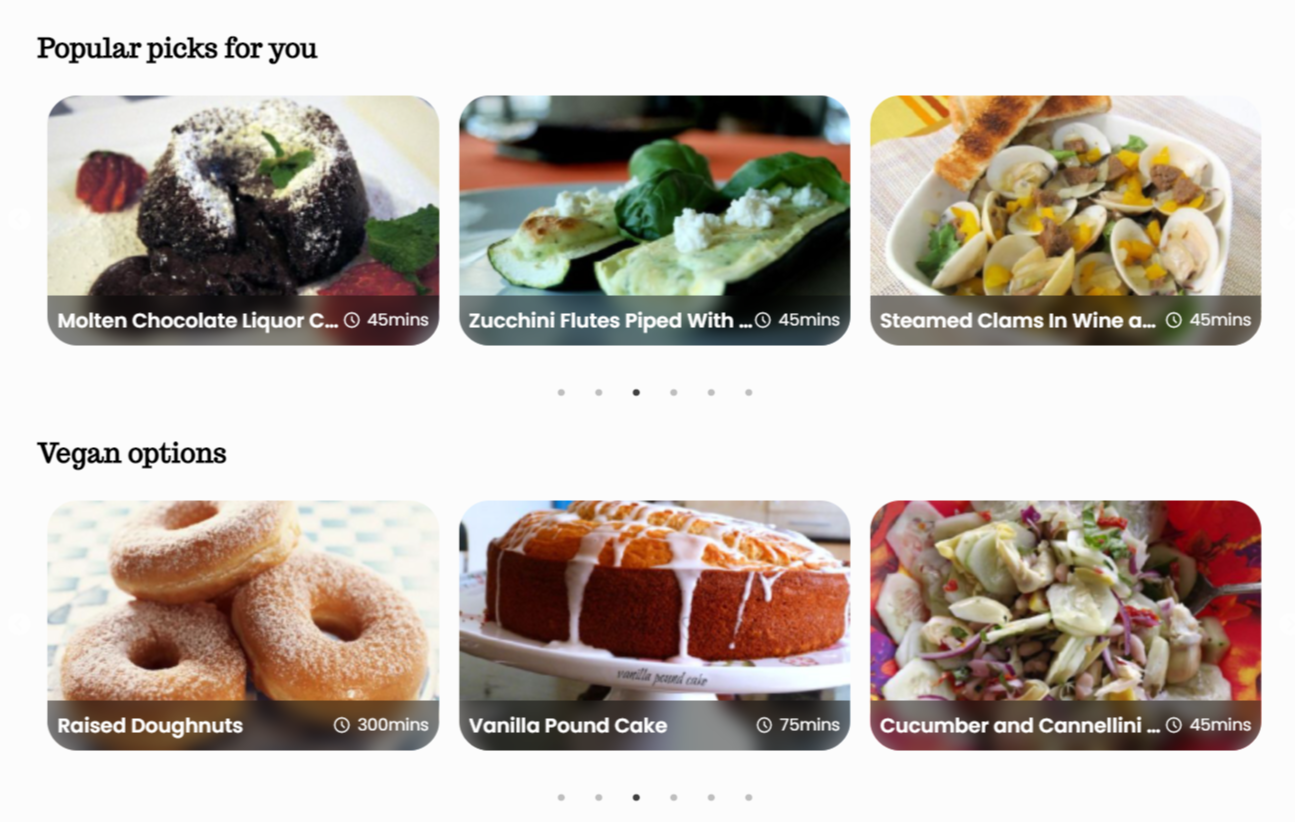 Popular picks for you
Molten Chocolate Liquor C... 45mins
Zucchini Flutes Piped With ... 45mins
Steamed Clams In Wine a... 45mins
Vegan options
vanilla pound cake
Raised Doughnuts 300mins
Vanilla Pound Cake 75mins
Cucumber and Cannellini ... 45mins